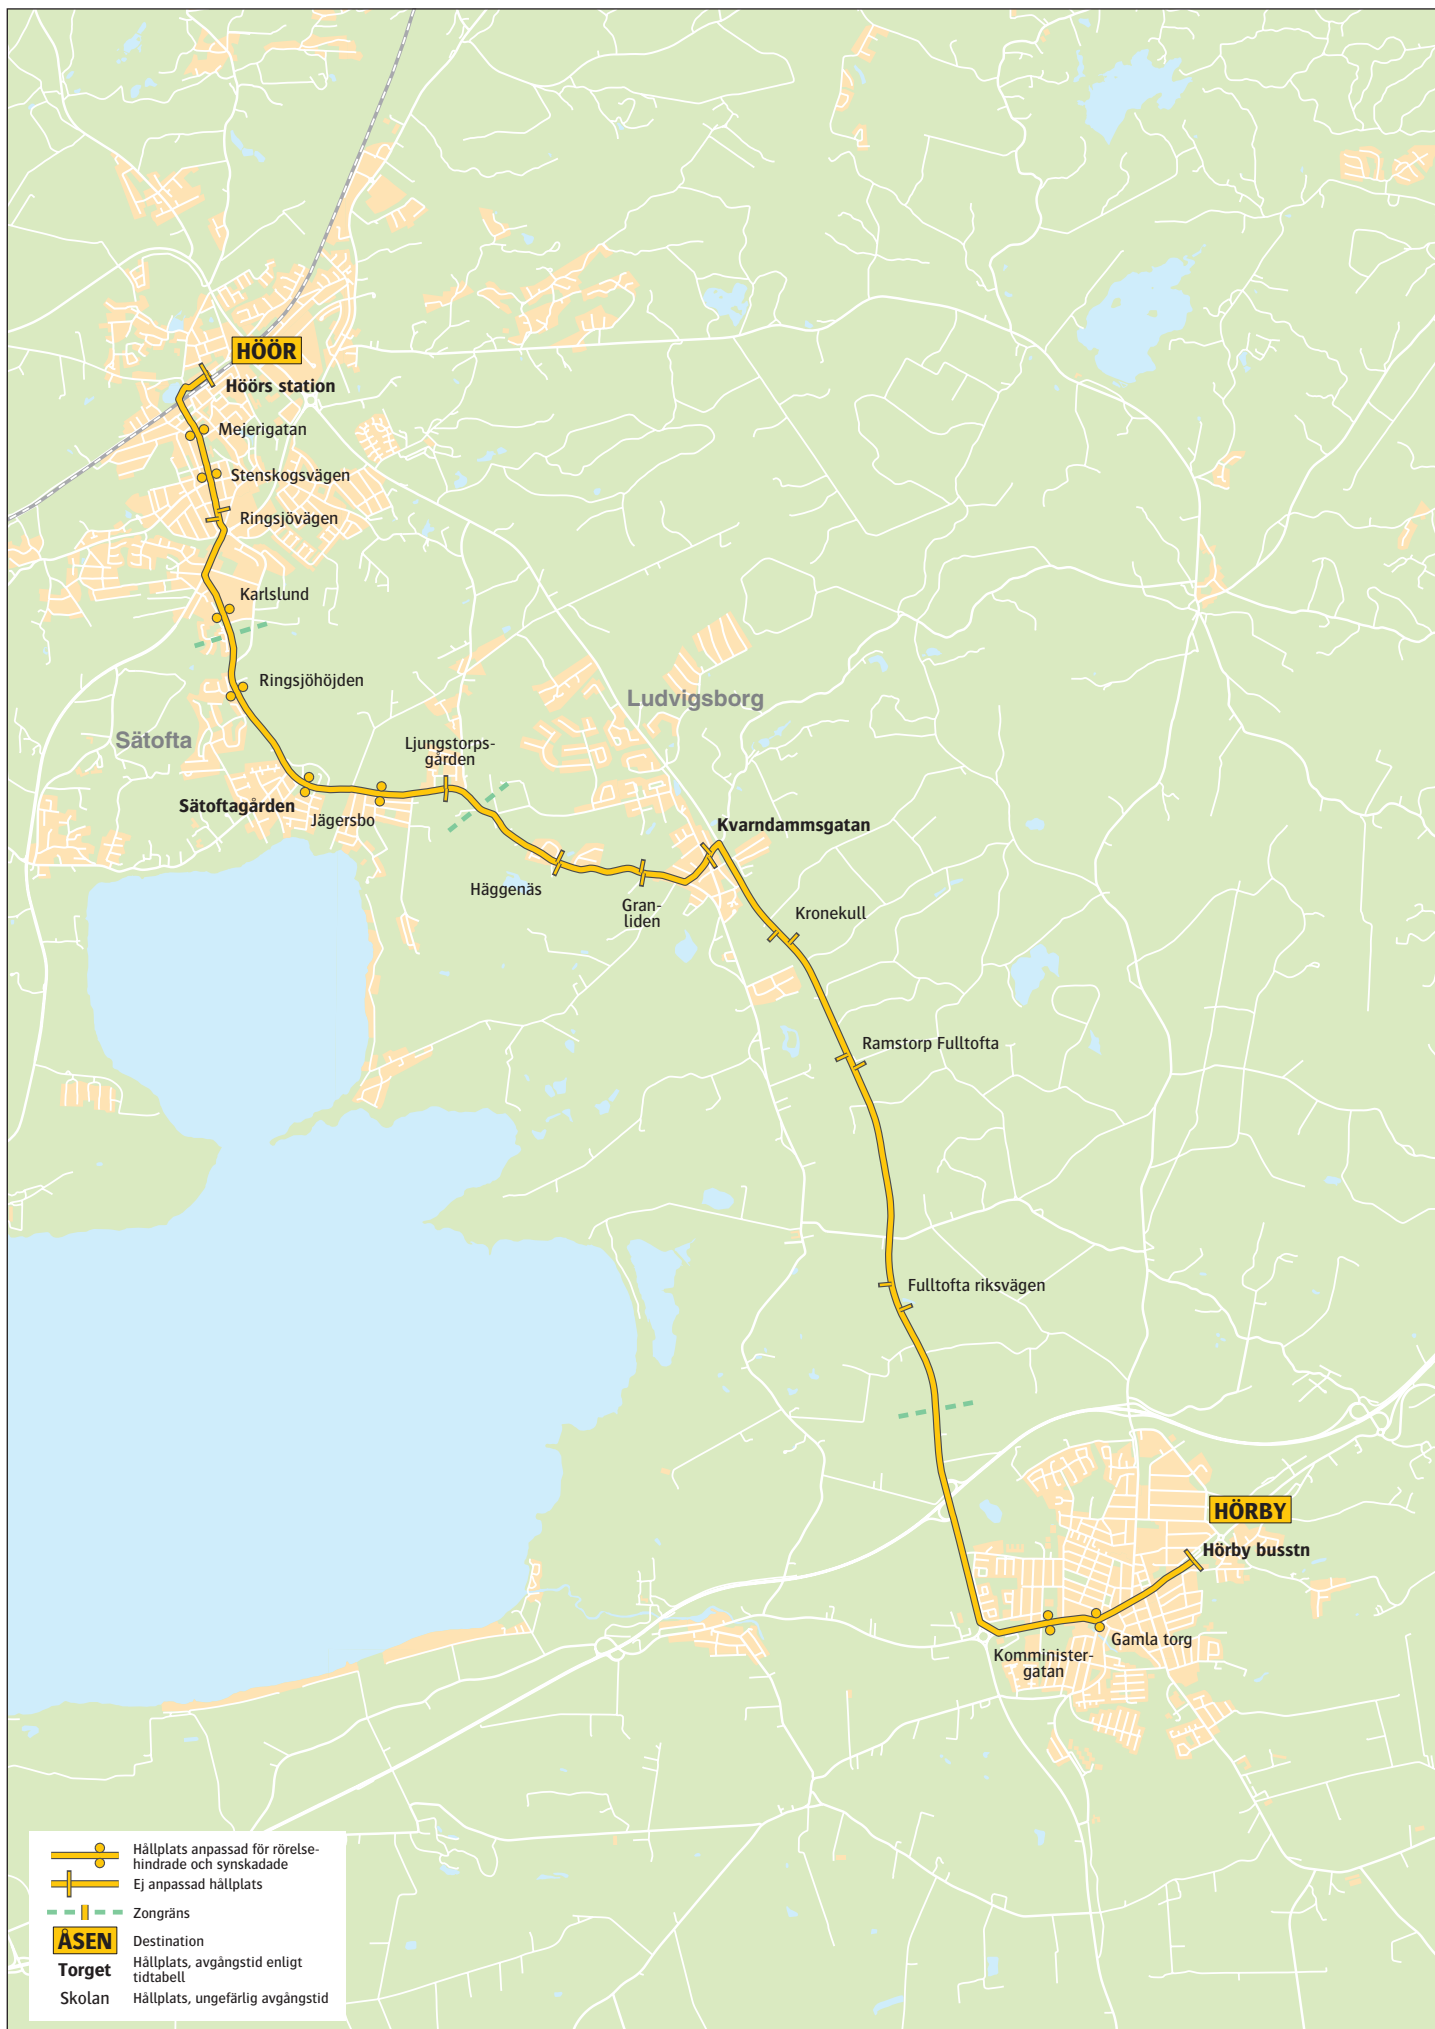 HÖÖR
Höörs station
Mejerigatan
Stenskogsvägen
Ringsjövägen
Karlslund
Ringsjöhöjden
Ludvigsborg
Sätofta
Ljungstorps-
gården
Sätoftagården
Jägersbo
Kvarndammsgatan
Häggenäs
Gran-
liden
Kronekull
Ramstorp Fulltofta
Fulltofta riksvägen
HÖRBY
Hörby busstn
Gamla torg
Komminister-
gatan
Hållplats anpassad för rörelse-
hindrade och synskadade
Ej anpassad hållplats
Zongräns
ÅSEN Destination
Torget Hållplats, avgångstid enligt
tidtabell
Skolan Hållplats, ungefärlig avgångstid